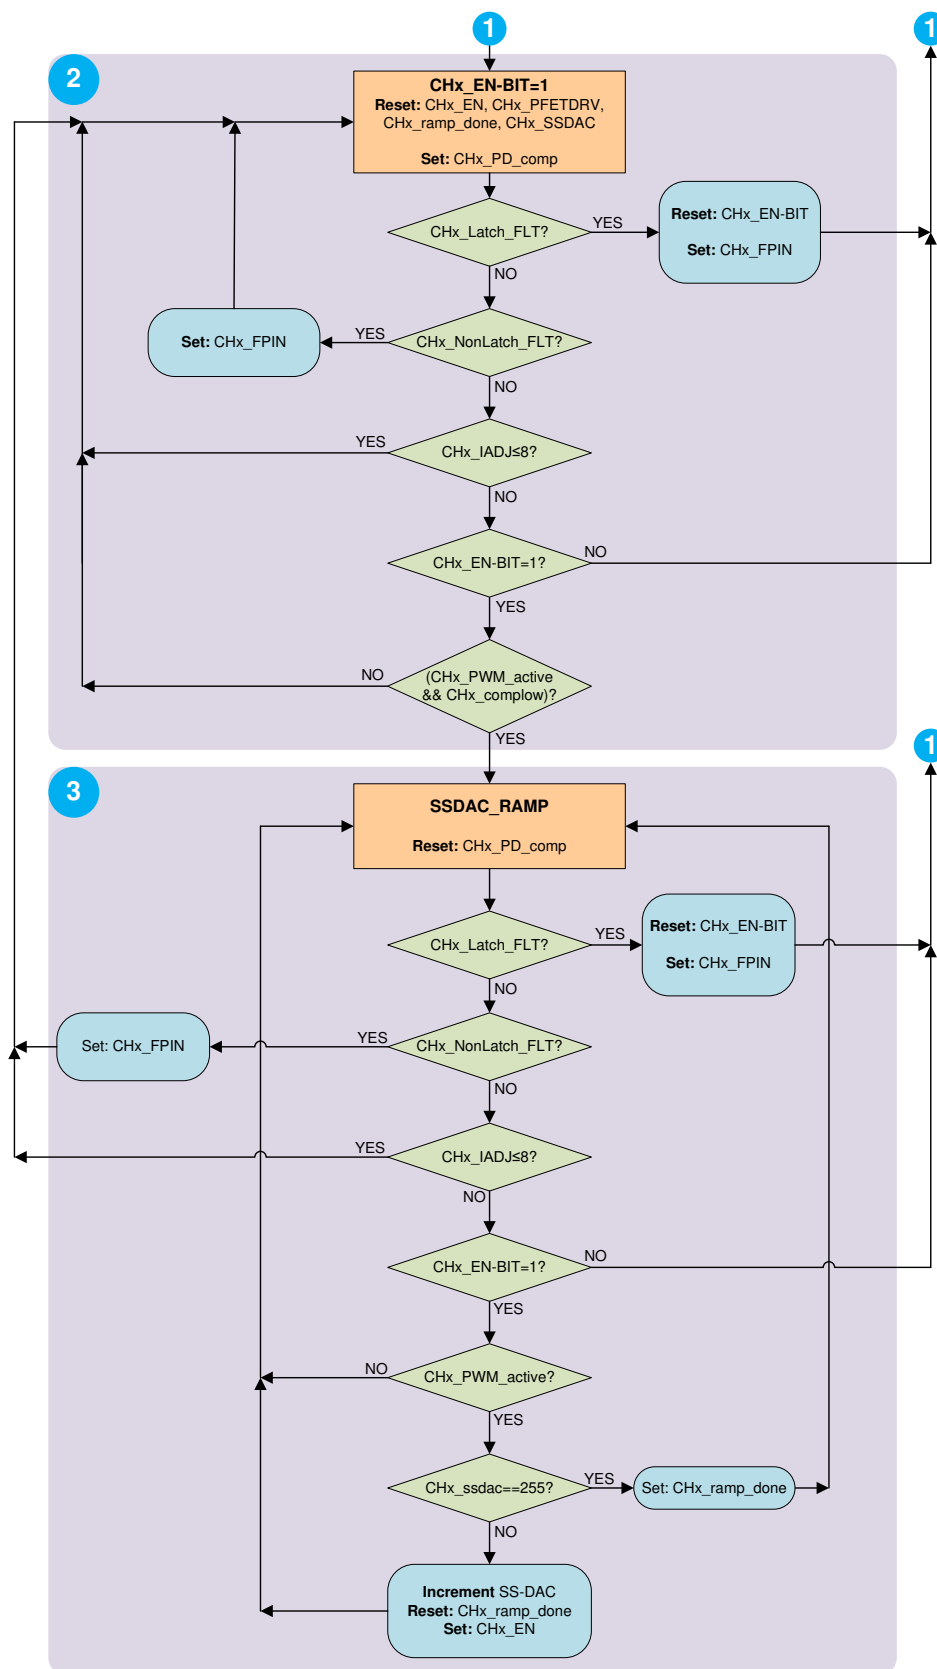 1
1
2
CHx_EN-BIT=1
Reset: CHx_EN, CHx_PFETDRV,
CHx_ramp_done, CHx_SSDAC
Set: CHx_PD_comp
CHx_Latch_FLT?
YES
Reset: CHx_EN-BIT
Set: CHx_FPIN
NO
CHx_NonLatch_FLT?
YES
Set: CHx_FPIN
NO
CHx_IADJ≤8?
YES
NO
CHx_EN-BIT=1?
NO
YES
(CHx_PWM_active
&& CHx_complow)?
NO
YES
1
3
SSDAC_RAMP
Reset: CHx_PD_comp
CHx_Latch_FLT?
YES
Reset: CHx_EN-BIT
Set: CHx_FPIN
NO
CHx_NonLatch_FLT?
YES
Set: CHx_FPIN
NO
CHx_IADJ≤8?
YES
NO
CHx_EN-BIT=1?
NO
YES
CHx_PWM_active?
NO
YES
CHx_ssdac==255?
YES
Set: CHx_ramp_done
NO
Increment SS-DAC
Reset: CHx_ramp_done
Set: CHx_EN